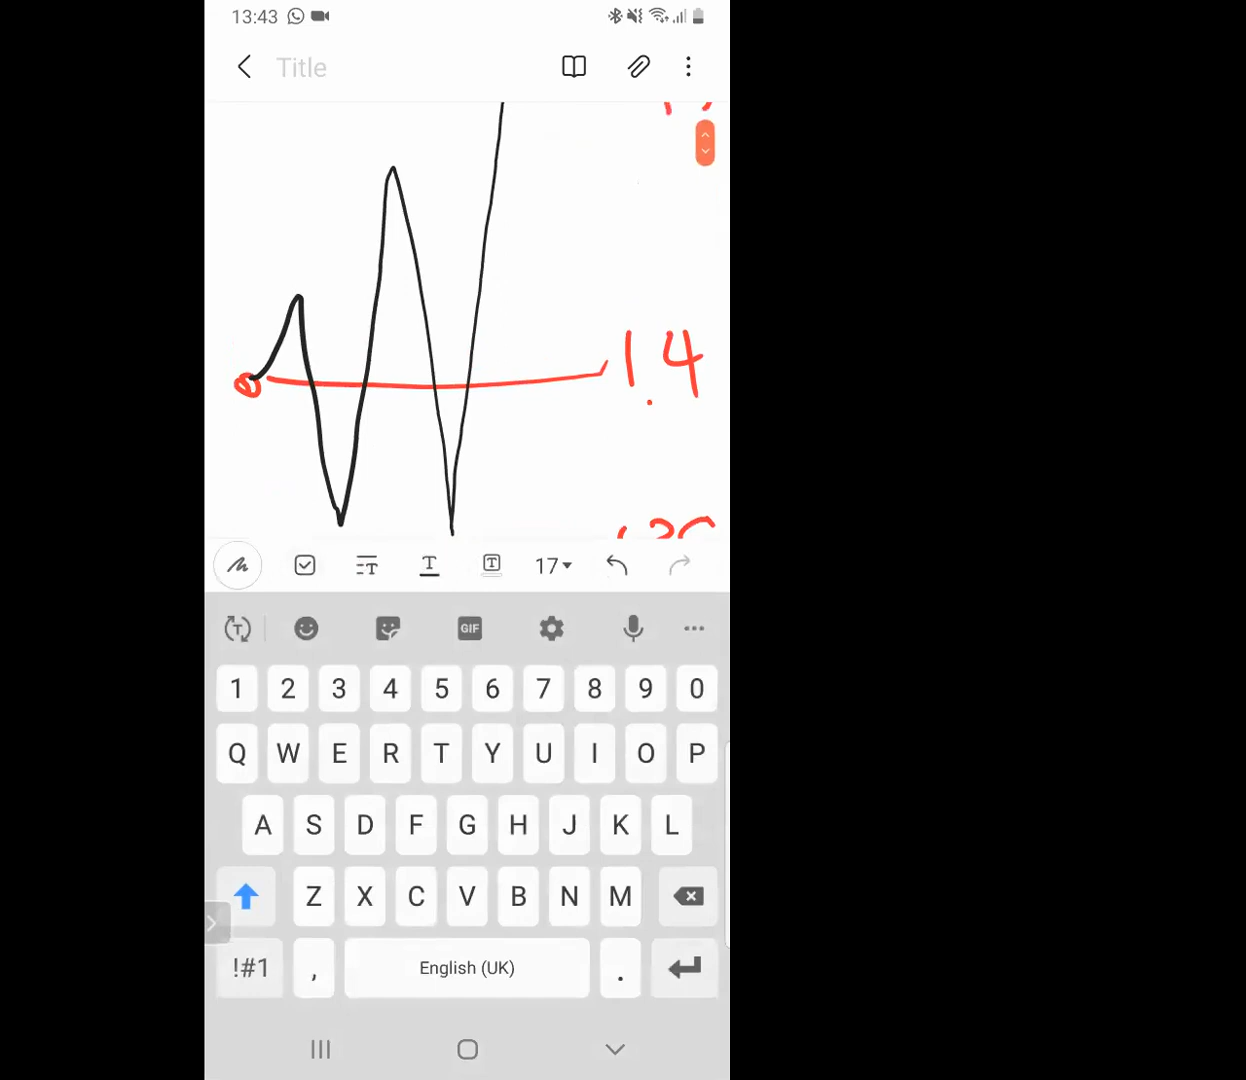 13:43
Title
1.4
17
T
GIF
1 2 3 4 5 6 7 8 9 0
Q W E R T Y U I O P
A S D F G H J K L
Z X C V B N M
!#1 , English (UK) .